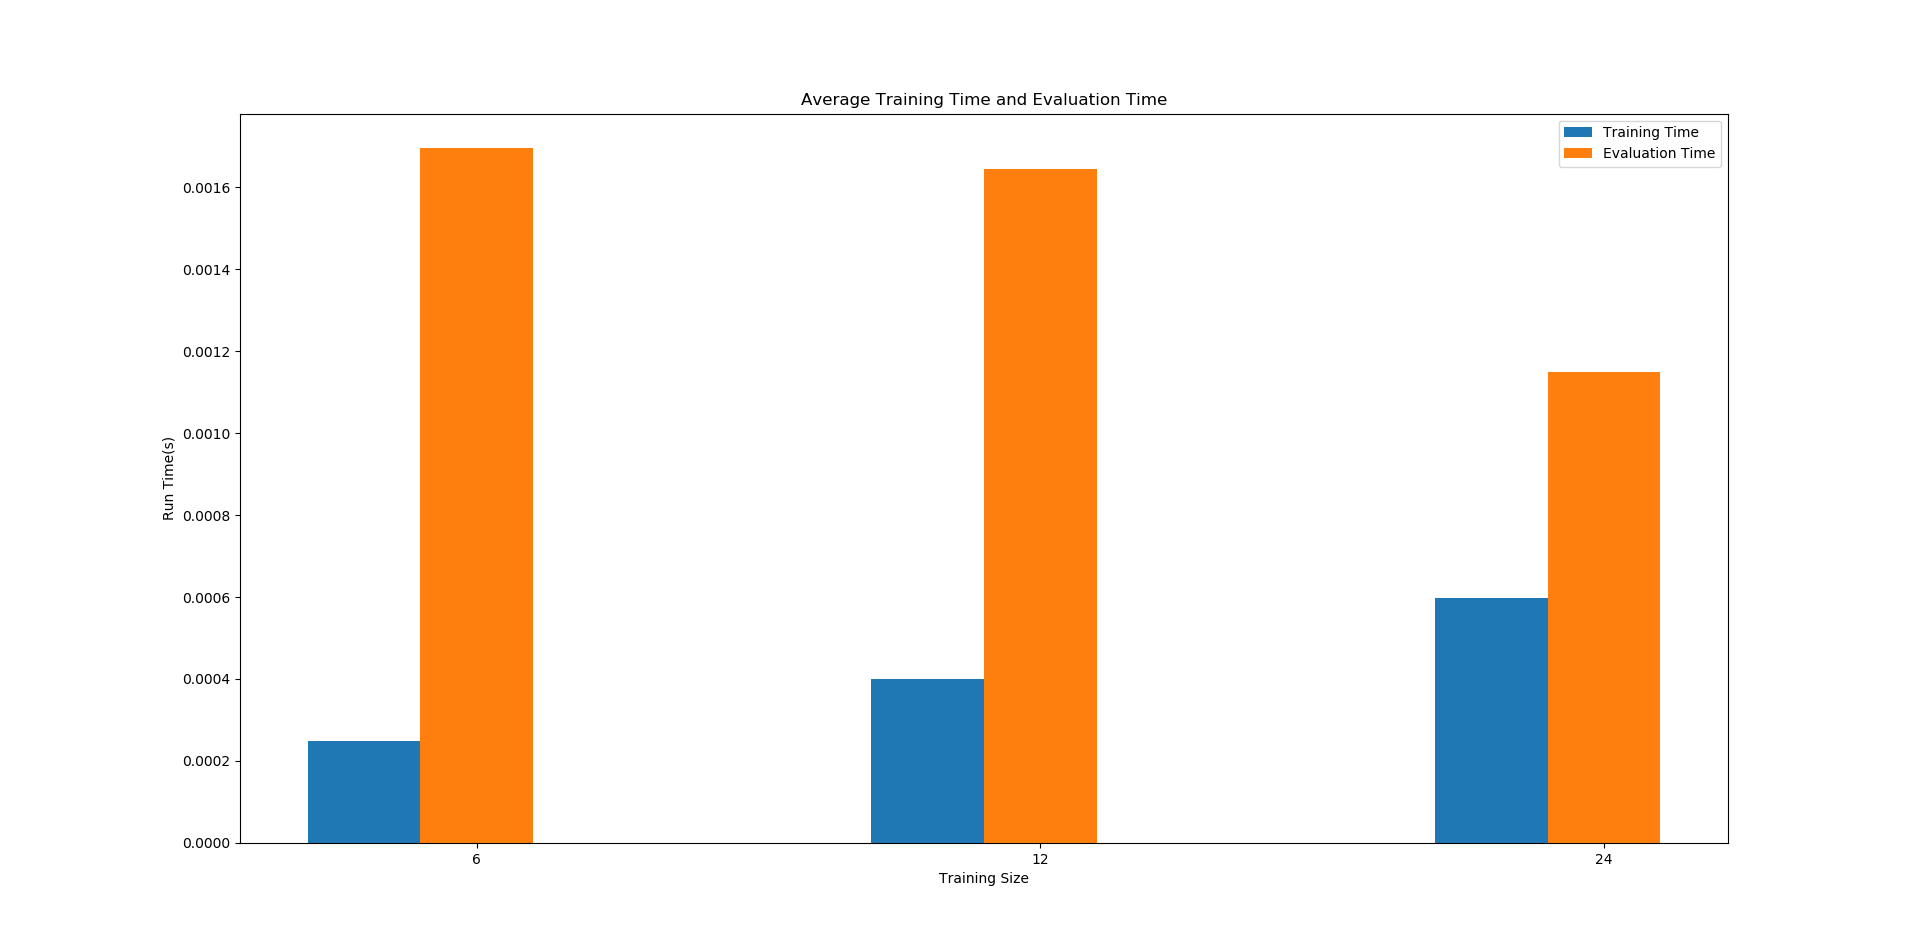 Average Training Time and Evaluation Time
Training Time
Evaluation Time
0.0016
0.0014
0.0012
0.0010
0.0008
0.0006
0.0004
0.0002
0.0000
Run Time(s)
6
12
24
Training Size